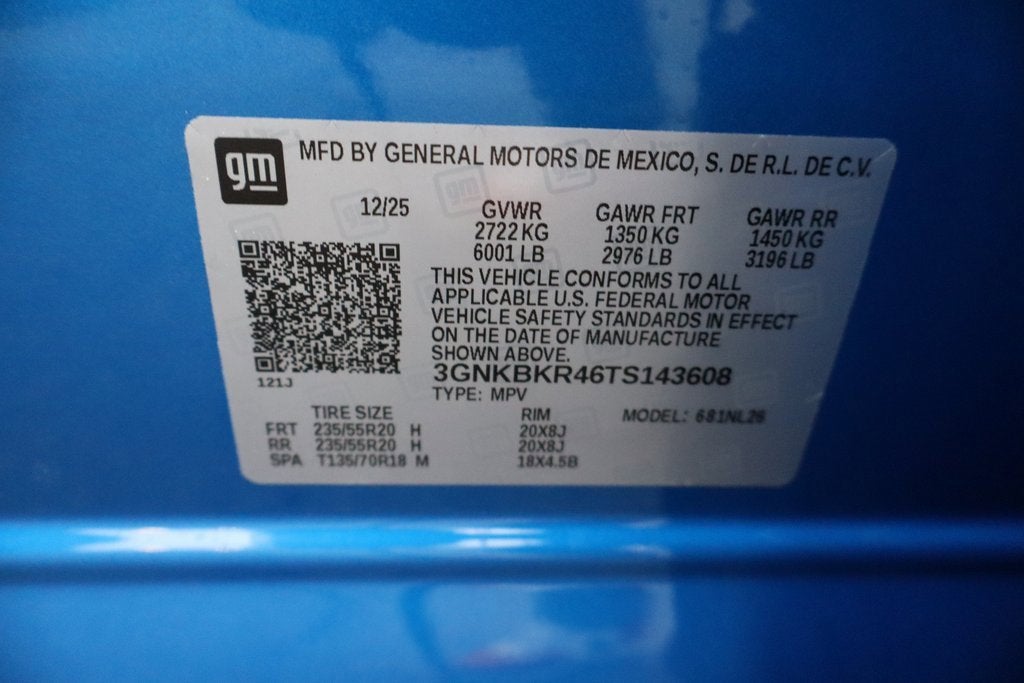 gm
MFD BY GENERAL MOTORS DE MEXICO, S. DE R.L. DE C.V.
12/25 GVWR GAWR FRT GAWR RR
2722 KG 1350 KG 1450 KG
6001 LB 2976 LB 3196 LB
THIS VEHICLE CONFORMS TO ALL
APPLICABLE U.S. FEDERAL MOTOR
VEHICLE SAFETY STANDARDS IN EFFECT
ON THE DATE OF MANUFACTURE
SHOWN ABOVE.
3GNKBKR46TS143608
121J
TYPE: MPV
TIRE SIZE RIM MODEL: 681NL26
FRT 235/55R20 H 20X8J
RR 235/55R20 H 20X8J
SPA T135/70R18 M 18X4.5B